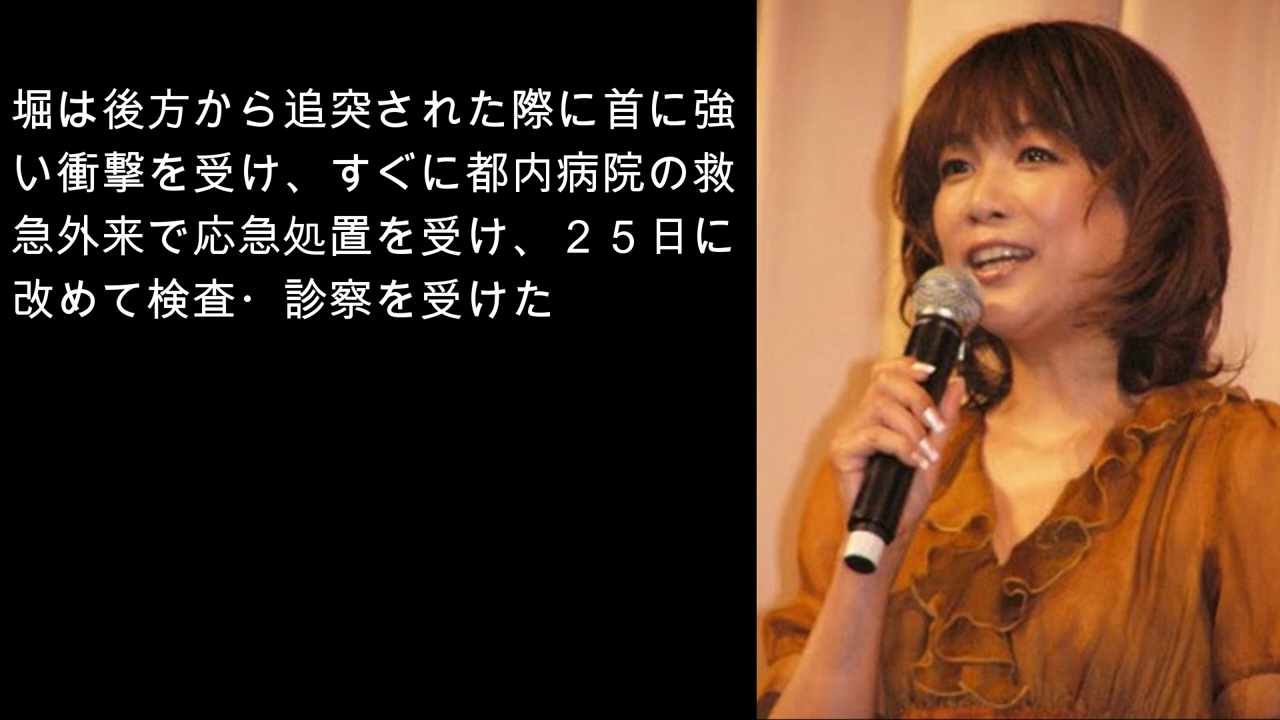 堀は後方から追突された際に首に強
い衝撃を受け、すぐに都内病院の救
急外来で応急処置を受け、２５日に
改めて検査・診察を受けた